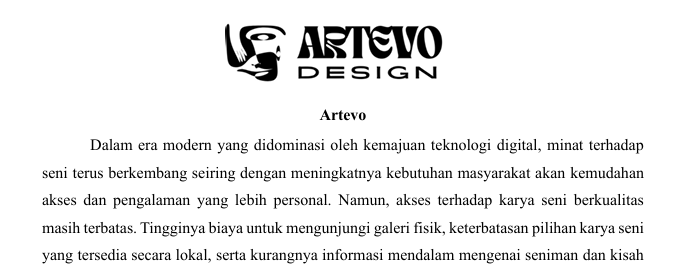 ARTEVO
DESIGN
Artevo
Dalam era modern yang didominasi oleh kemajuan teknologi digital, minat terhadap
seni terus berkembang seiring dengan meningkatnya kebutuhan masyarakat akan kemudahan
akses dan pengalaman yang lebih personal. Namun, akses terhadap karya seni berkualitas
masih terbatas. Tingginya biaya untuk mengunjungi galeri fisik, keterbatasan pilihan karya seni
yang tersedia secara lokal, serta kurangnya informasi mendalam mengenai seniman dan kisah